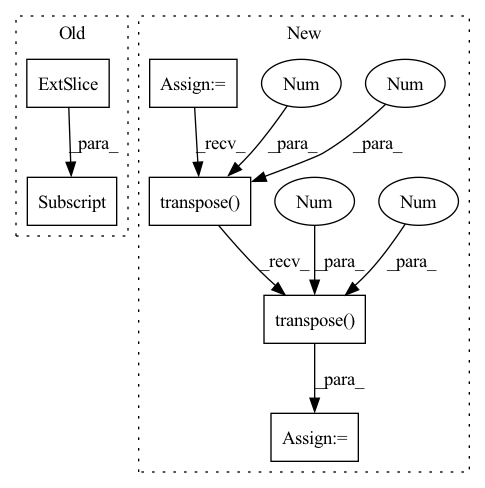 Old
New
ExtSlice
Assign:=
Num
Num
_para_
_recv_
_para_
_para_
Subscript
transpose()
Num
Num
_recv_
_para_
_para_
transpose()
_para_
Assign:=